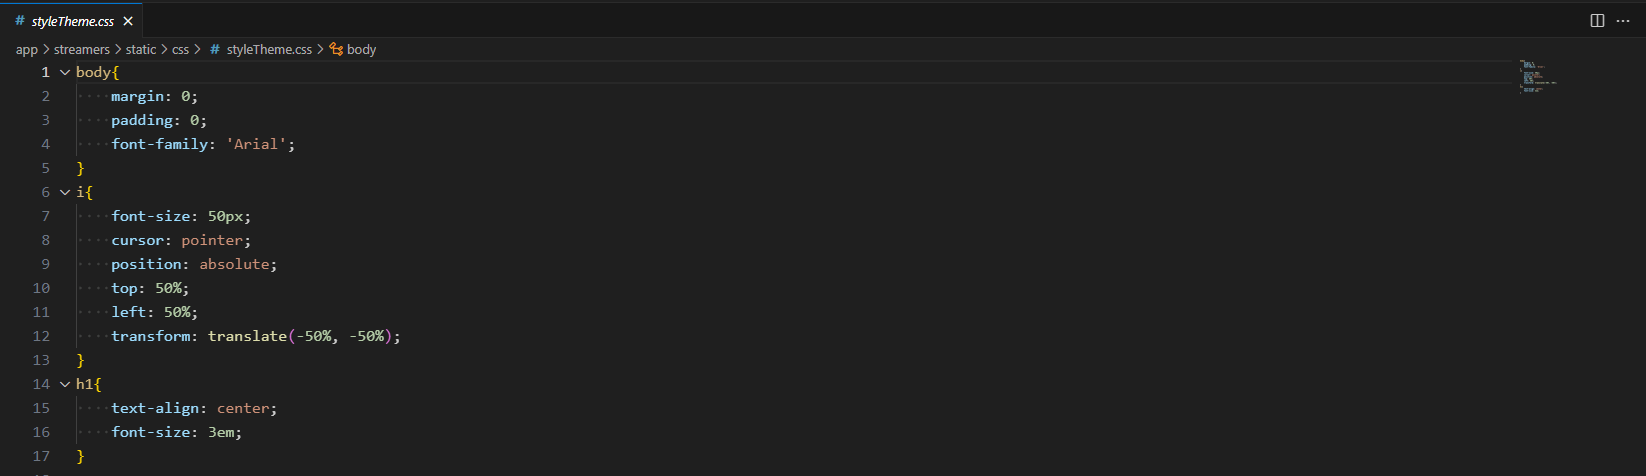 # styleTheme.css ×
app > streamers > static > css > # styleTheme.css > body
1 body{
2 ····margin: 0;
3 ····padding: 0;
4 ····font-family: 'Arial';
5 }
6 i{
7 ····font-size: 50px;
8 ····cursor: pointer;
9 ····position: absolute;
10 ····top: 50%;
11 ····left: 50%;
12 ····transform: translate(-50%, -50%);
13 }
14 h1{
15 ····text-align: center;
16 ····font-size: 3em;
17 }